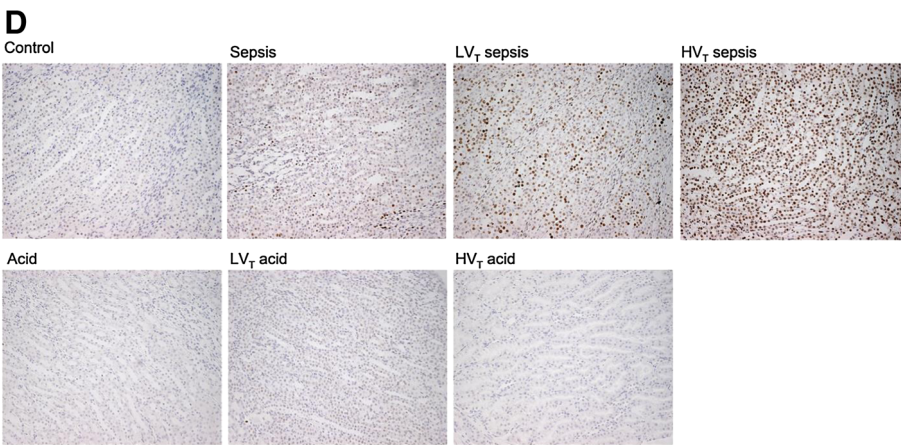 D
Control
Sepsis
LVT sepsis
HVT sepsis
Acid
LVT acid
HVT acid